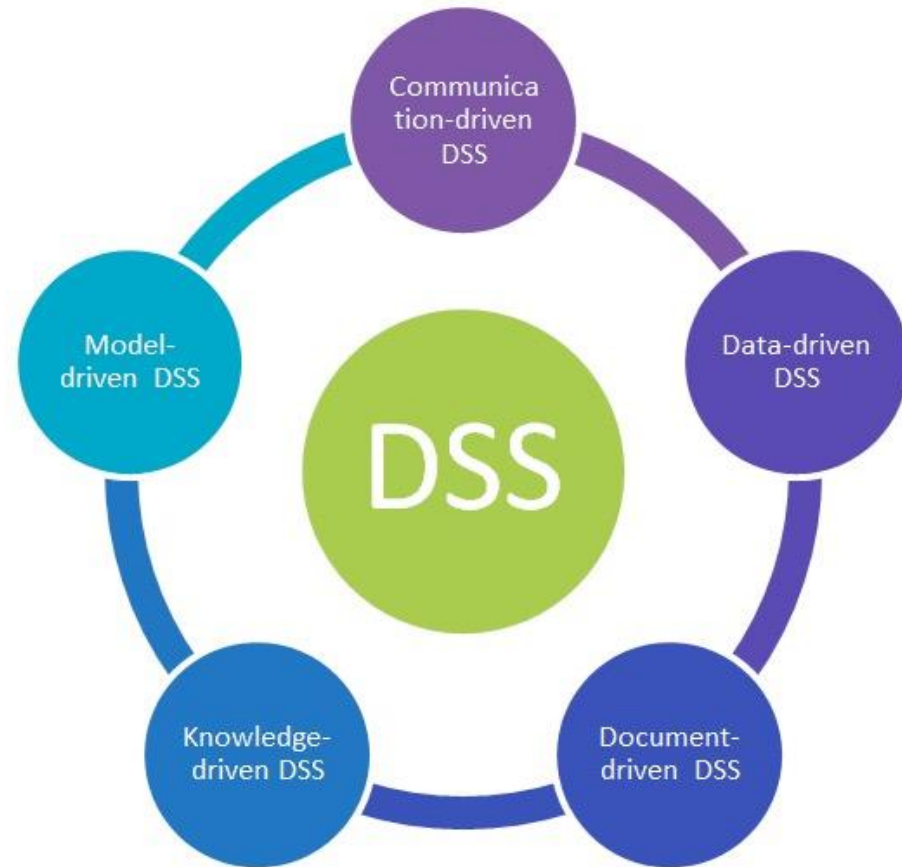 Communica
tion-driven
DSS
Model-
driven DSS
Data-driven
DSS
DSS
Knowledge-
driven DSS
Document-
driven DSS